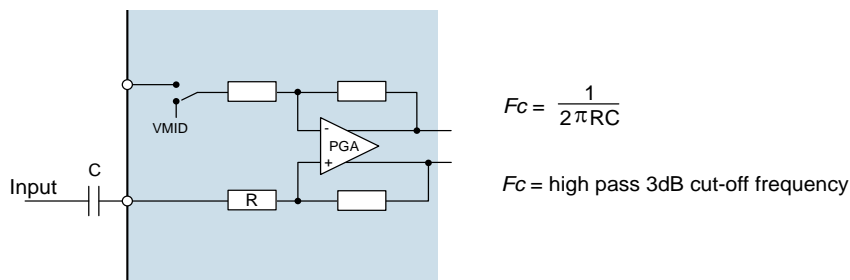 VMID
-
PGA
+
C
Input
R
Fc = 1 / 2πRC
Fc = high pass 3dB cut-off frequency